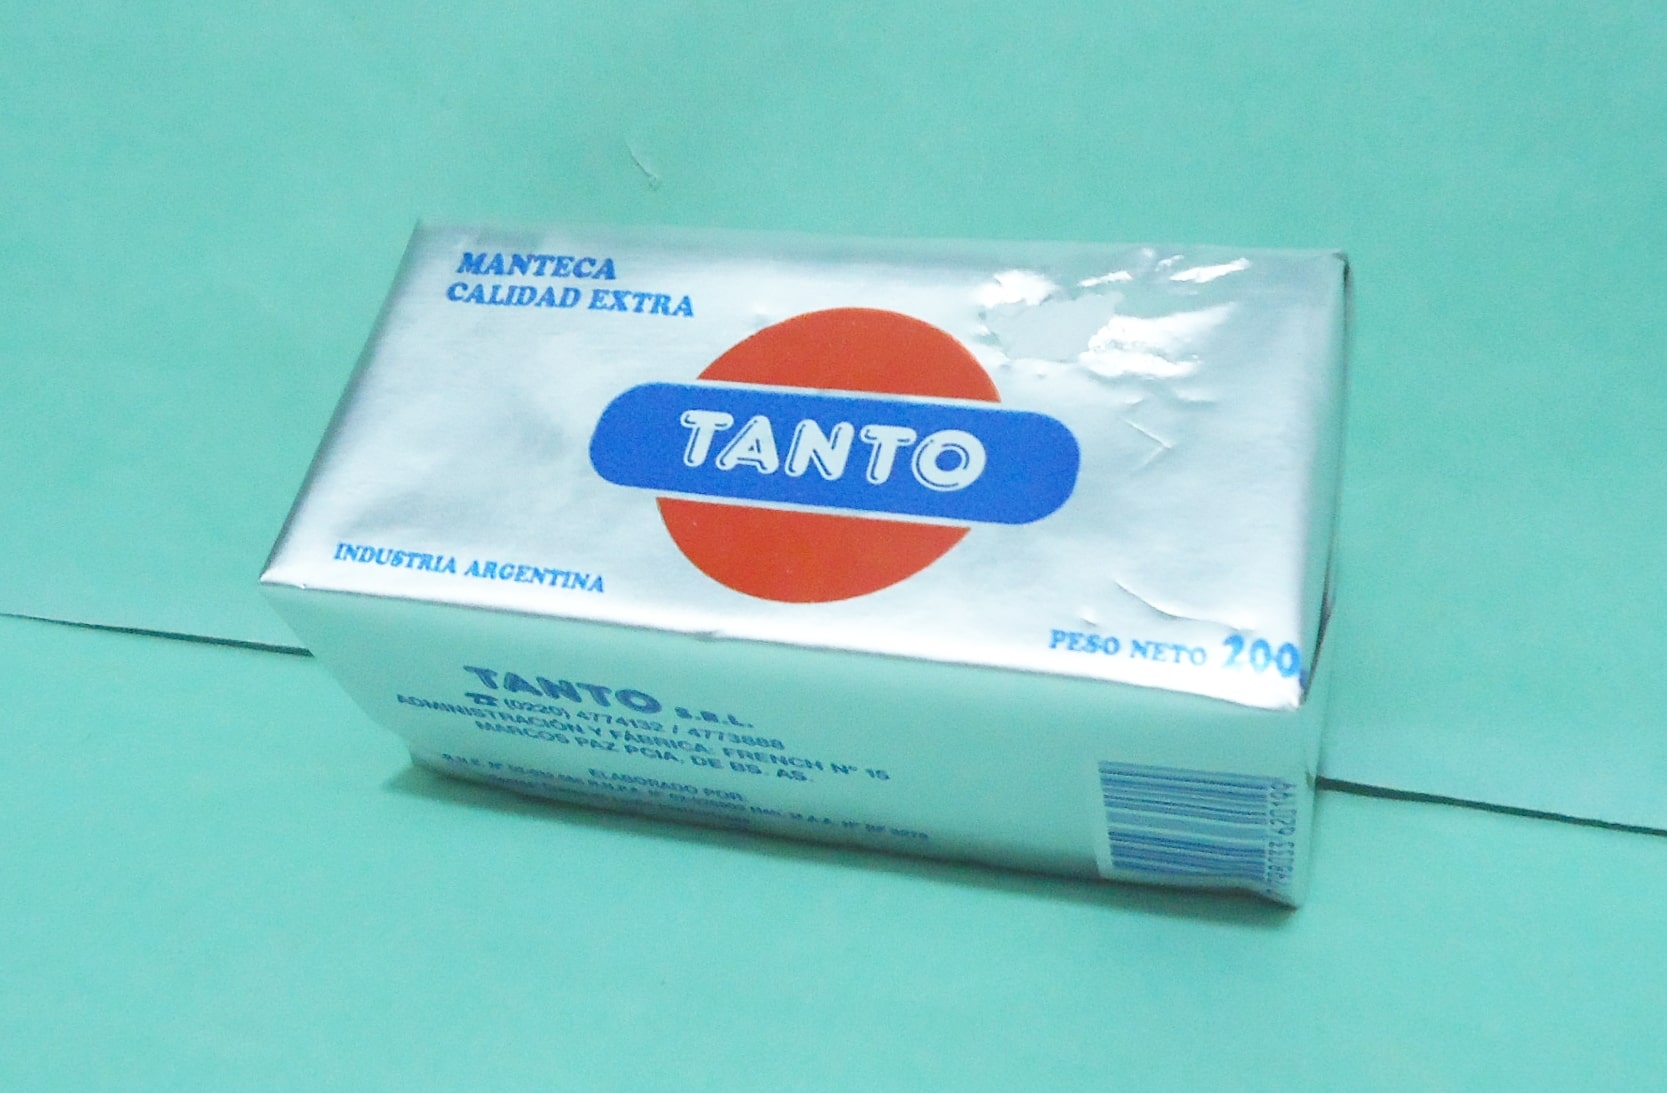 MANTECA
CALIDAD EXTRA
TANTO
INDUSTRIA ARGENTINA
PESO NETO 200
TANTO S.R.L.
☎ (0220) 4774132 / 4773888
ADMINISTRACIÓN Y FÁBRICA: FRENCH N° 15
MARCOS PAZ PCIA, DE BS. AS.
ELABORADO POR: